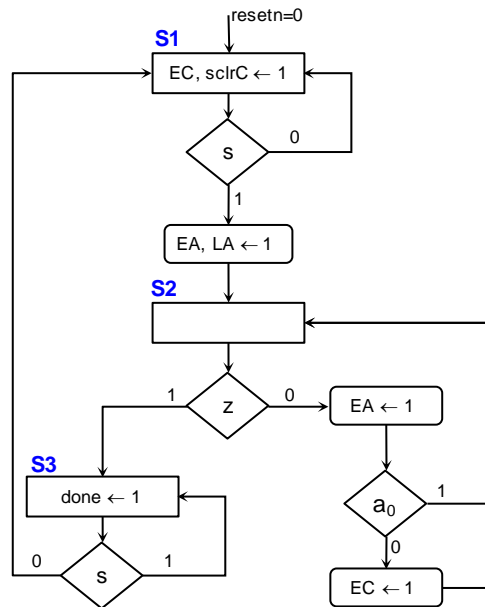 resetn=0
S1
EC, sclrC ← 1
s
0
1
EA, LA ← 1
S2
z
1
0
EA ← 1
S3
done ← 1
a0
1
0
s
0
1
EC ← 1